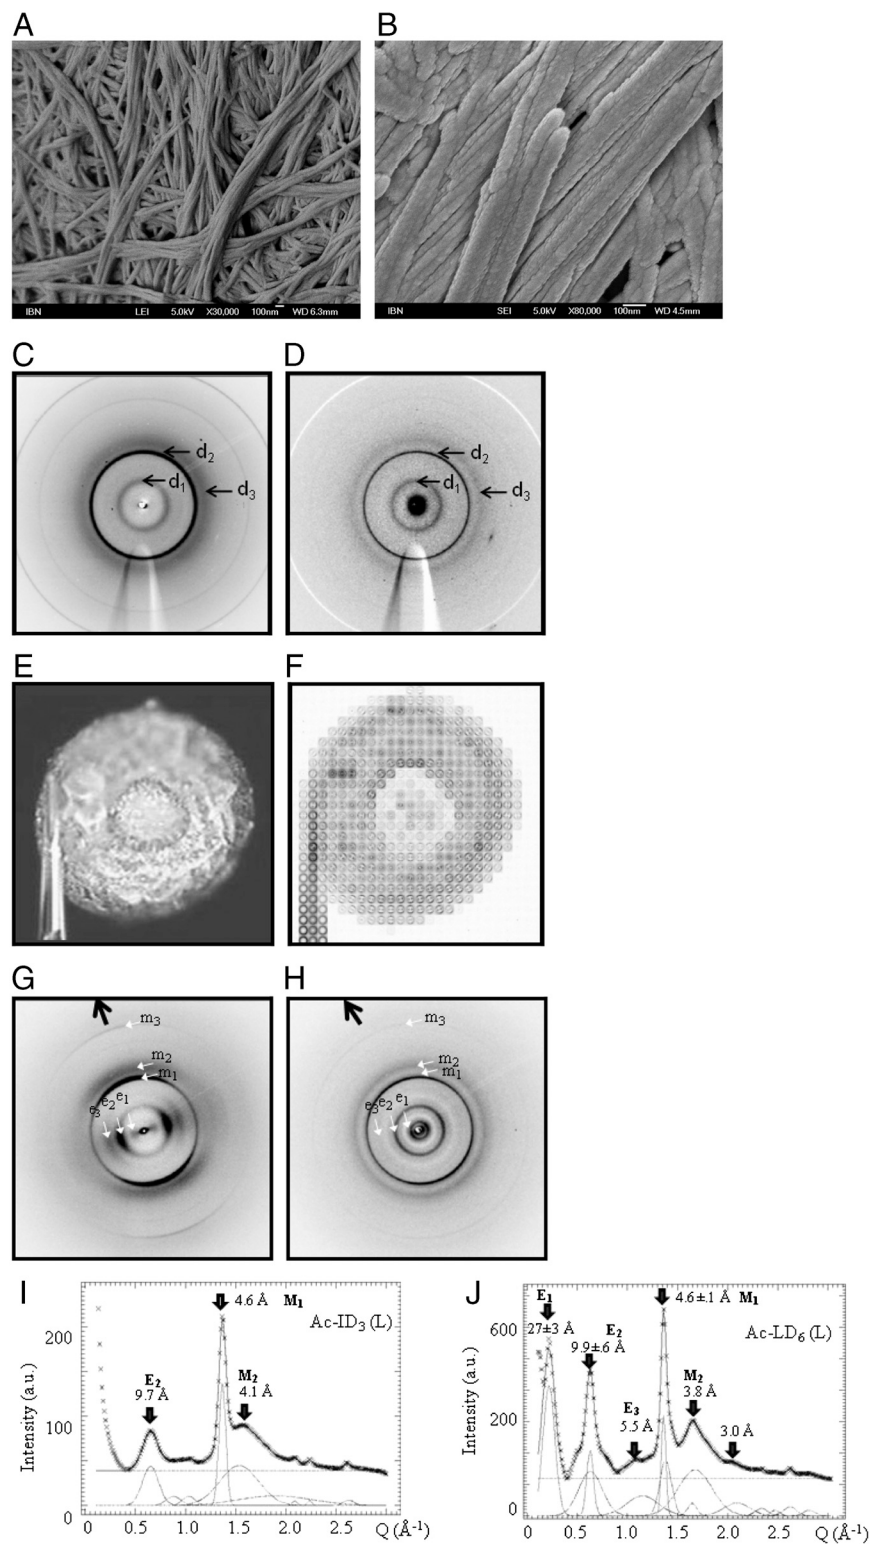 A
B
IBN LEI 5.0kV X30,000 100nm WD 6.3mm
IBN SEI 5.0kV X80,000 100nm WD 4.5mm
C
D
d2
d1
d3
d2
d1
d3
E
F
G
H
m3
m2
m1
e3 e2 e1
m3
m2
m1
e3 e2 e1
I
4.6 Å M1
Ac-ID3 (L)
200
E2
9.7 Å
M2
4.1 Å
100
0
Intensity (a.u.)
0 0.5 1.0 1.5 2.0 2.5 Q (Å-1)
J
E1
27±3 Å
4.6±1 Å M1
600
E2
9.9±6 Å
Ac-LD6 (L)
M2
3.8 Å
E3
5.5 Å
3.0 Å
200
0
Intensity (a.u.)
0 0.5 1.0 1.5 2.0 2.5 Q (Å-1)